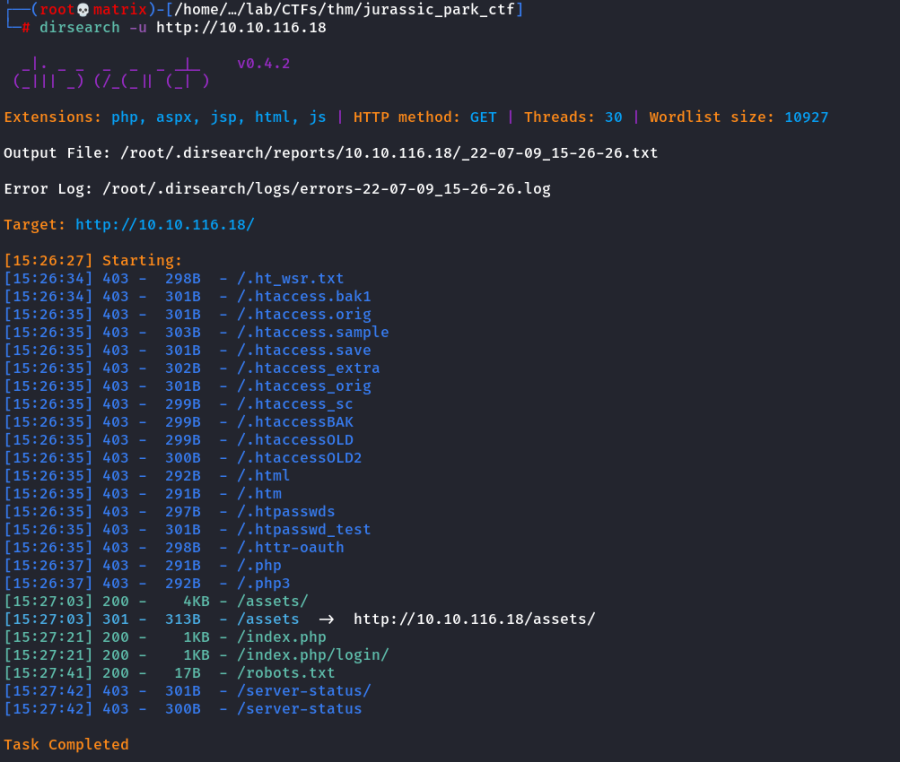 ┌──(root💀matrix)-[/home/…/lab/CTFs/thm/jurassic_park_ctf]
└─# dirsearch -u http://10.10.116.18
  _|. _ _  _  _  _ _|_    v0.4.2
 (_||| _) (/_(_|| (_| )
Extensions: php, aspx, jsp, html, js | HTTP method: GET | Threads: 30 | Wordlist size: 10927
Output File: /root/.dirsearch/reports/10.10.116.18/_22-07-09_15-26-26.txt
Error Log: /root/.dirsearch/logs/errors-22-07-09_15-26-26.log
Target: http://10.10.116.18/
[15:26:27] Starting:
[15:26:34] 403 -  298B  - /.ht_wsr.txt
[15:26:34] 403 -  301B  - /.htaccess.bak1
[15:26:35] 403 -  301B  - /.htaccess.orig
[15:26:35] 403 -  303B  - /.htaccess.sample
[15:26:35] 403 -  301B  - /.htaccess.save
[15:26:35] 403 -  302B  - /.htaccess_extra
[15:26:35] 403 -  301B  - /.htaccess_orig
[15:26:35] 403 -  299B  - /.htaccess_sc
[15:26:35] 403 -  299B  - /.htaccessBAK
[15:26:35] 403 -  299B  - /.htaccessOLD
[15:26:35] 403 -  300B  - /.htaccessOLD2
[15:26:35] 403 -  292B  - /.html
[15:26:35] 403 -  291B  - /.htm
[15:26:35] 403 -  297B  - /.htpasswds
[15:26:35] 403 -  301B  - /.htpasswd_test
[15:26:35] 403 -  298B  - /.httr-oauth
[15:26:37] 403 -  291B  - /.php
[15:26:37] 403 -  292B  - /.php3
[15:27:03] 200 -    4KB - /assets/
[15:27:03] 301 -  313B  - /assets  →  http://10.10.116.18/assets/
[15:27:21] 200 -    1KB - /index.php
[15:27:21] 200 -    1KB - /index.php/login/
[15:27:41] 200 -   17B  - /robots.txt
[15:27:42] 403 -  301B  - /server-status/
[15:27:42] 403 -  300B  - /server-status
Task Completed